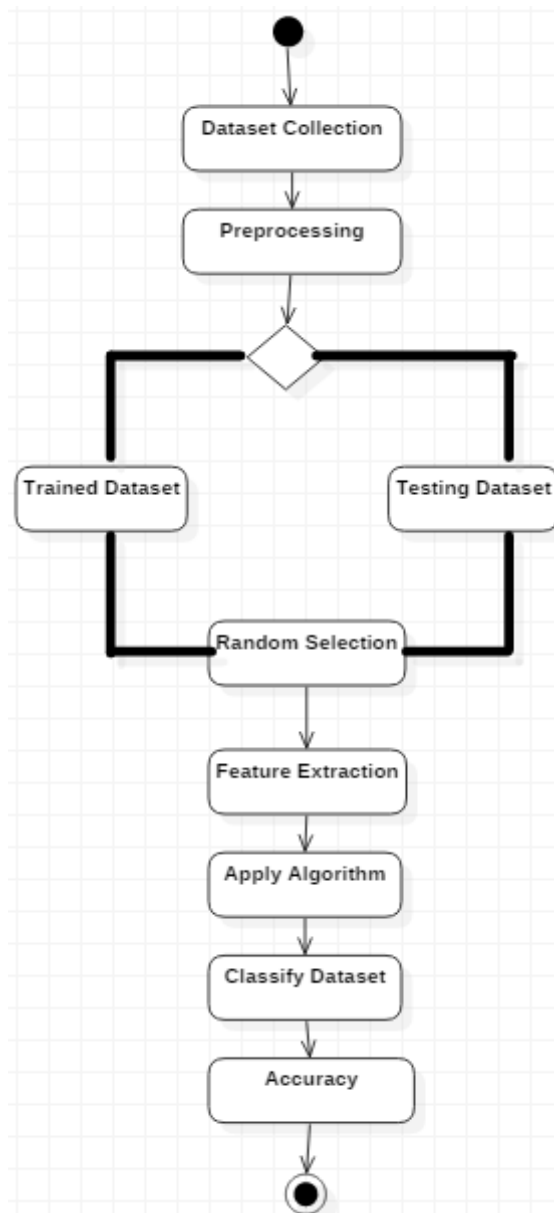 Dataset Collection
Preprocessing
Trained Dataset
Testing Dataset
Random Selection
Feature Extraction
Apply Algorithm
Classify Dataset
Accuracy